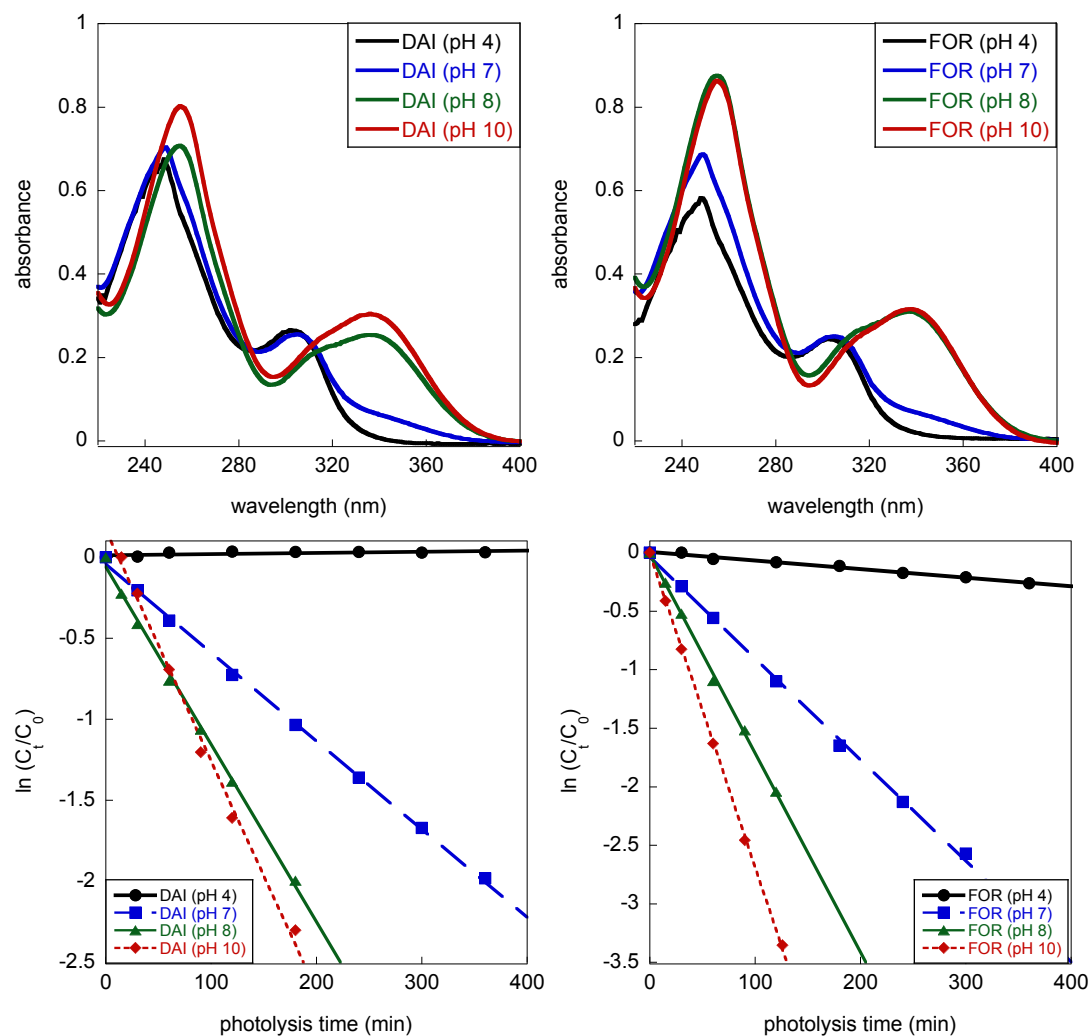 1
0.8
0.6
0.4
0.2
0
absorbance
240 280 320 360 400
wavelength (nm)
DAI (pH 4)
DAI (pH 7)
DAI (pH 8)
DAI (pH 10)
1
0.8
0.6
0.4
0.2
0
absorbance
240 280 320 360 400
wavelength (nm)
FOR (pH 4)
FOR (pH 7)
FOR (pH 8)
FOR (pH 10)
0
-0.5
-1
-1.5
-2
-2.5
ln (Ct/C0)
0 100 200 300 400
photolysis time (min)
DAI (pH 4)
DAI (pH 7)
DAI (pH 8)
DAI (pH 10)
0
-0.5
-1
-1.5
-2
-2.5
-3
-3.5
ln (Ct/C0)
0 100 200 300 400
photolysis time (min)
FOR (pH 4)
FOR (pH 7)
FOR (pH 8)
FOR (pH 10)